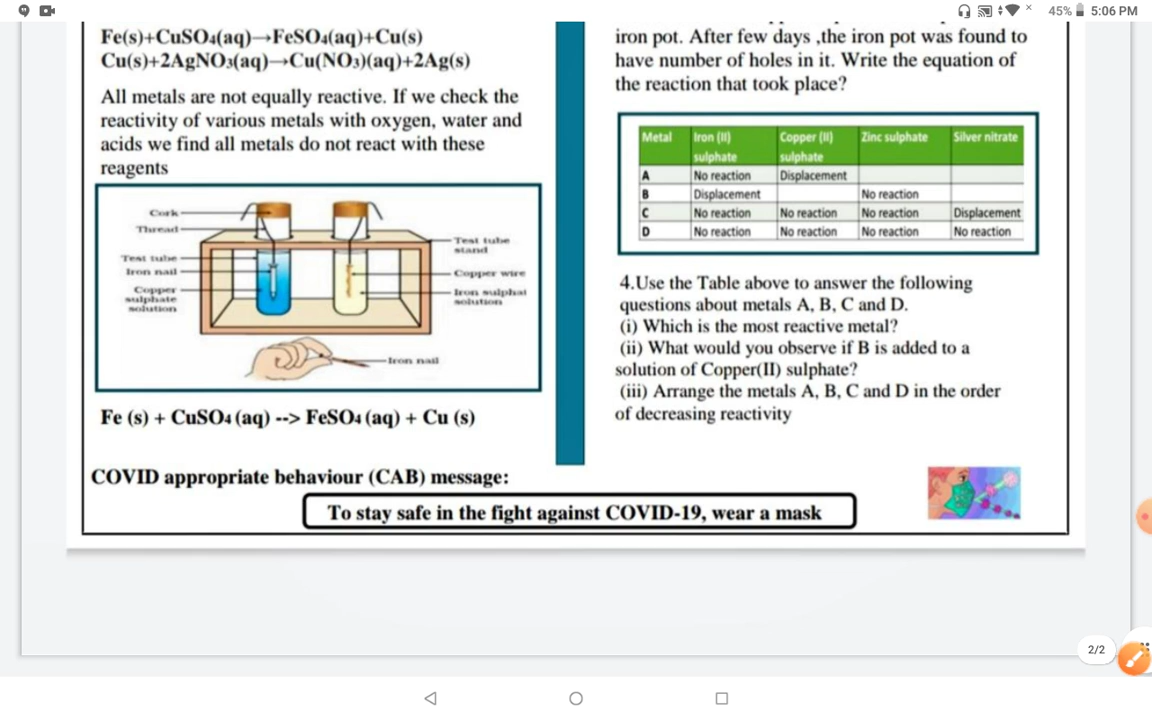 45% 5:06 PM
Fe(s)+CuSO₄(aq)→FeSO₄(aq)+Cu(s)
Cu(s)+2AgNO₃(aq)→Cu(NO₃)(aq)+2Ag(s)
All metals are not equally reactive. If we check the
reactivity of various metals with oxygen, water and
acids we find all metals do not react with these
reagents
Cork
Thread
Test tube
Iron nail
Copper
sulphate
solution
Test tube
stand
Copper wire
Iron sulphat
solution
Iron nail
Fe (s) + CuSO₄ (aq) --> FeSO₄ (aq) + Cu (s)
iron pot. After few days ,the iron pot was found to
have number of holes in it. Write the equation of
the reaction that took place?
Metal Iron (II) sulphate Copper (II) sulphate Zinc sulphate Silver nitrate
A No reaction Displacement
B Displacement No reaction
C No reaction No reaction No reaction Displacement
D No reaction No reaction No reaction No reaction
4.Use the Table above to answer the following
questions about metals A, B, C and D.
(i) Which is the most reactive metal?
(ii) What would you observe if B is added to a
solution of Copper(II) sulphate?
(iii) Arrange the metals A, B, C and D in the order
of decreasing reactivity
COVID appropriate behaviour (CAB) message:
To stay safe in the fight against COVID-19, wear a mask
2/2